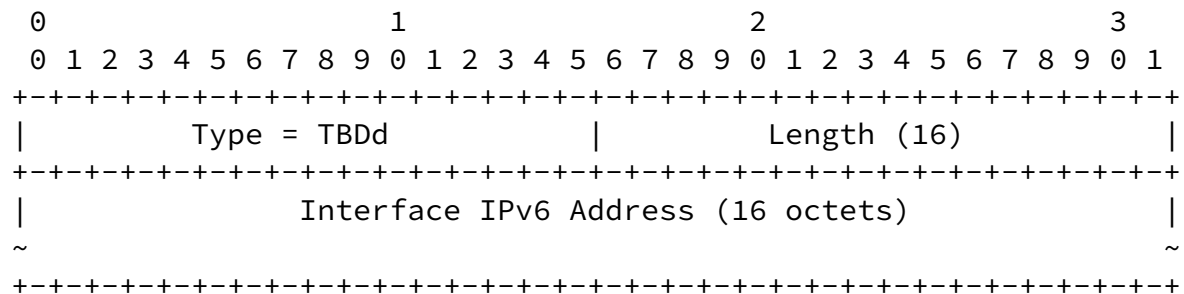 0                   1                   2                   3
 0 1 2 3 4 5 6 7 8 9 0 1 2 3 4 5 6 7 8 9 0 1 2 3 4 5 6 7 8 9 0 1
+-+-+-+-+-+-+-+-+-+-+-+-+-+-+-+-+-+-+-+-+-+-+-+-+-+-+-+-+-+-+-+-+
|         Type = TBDd           |         Length (16)           |
+-+-+-+-+-+-+-+-+-+-+-+-+-+-+-+-+-+-+-+-+-+-+-+-+-+-+-+-+-+-+-+-+
|               Interface IPv6 Address (16 octets)              |
~                                                               ~
+-+-+-+-+-+-+-+-+-+-+-+-+-+-+-+-+-+-+-+-+-+-+-+-+-+-+-+-+-+-+-+-+